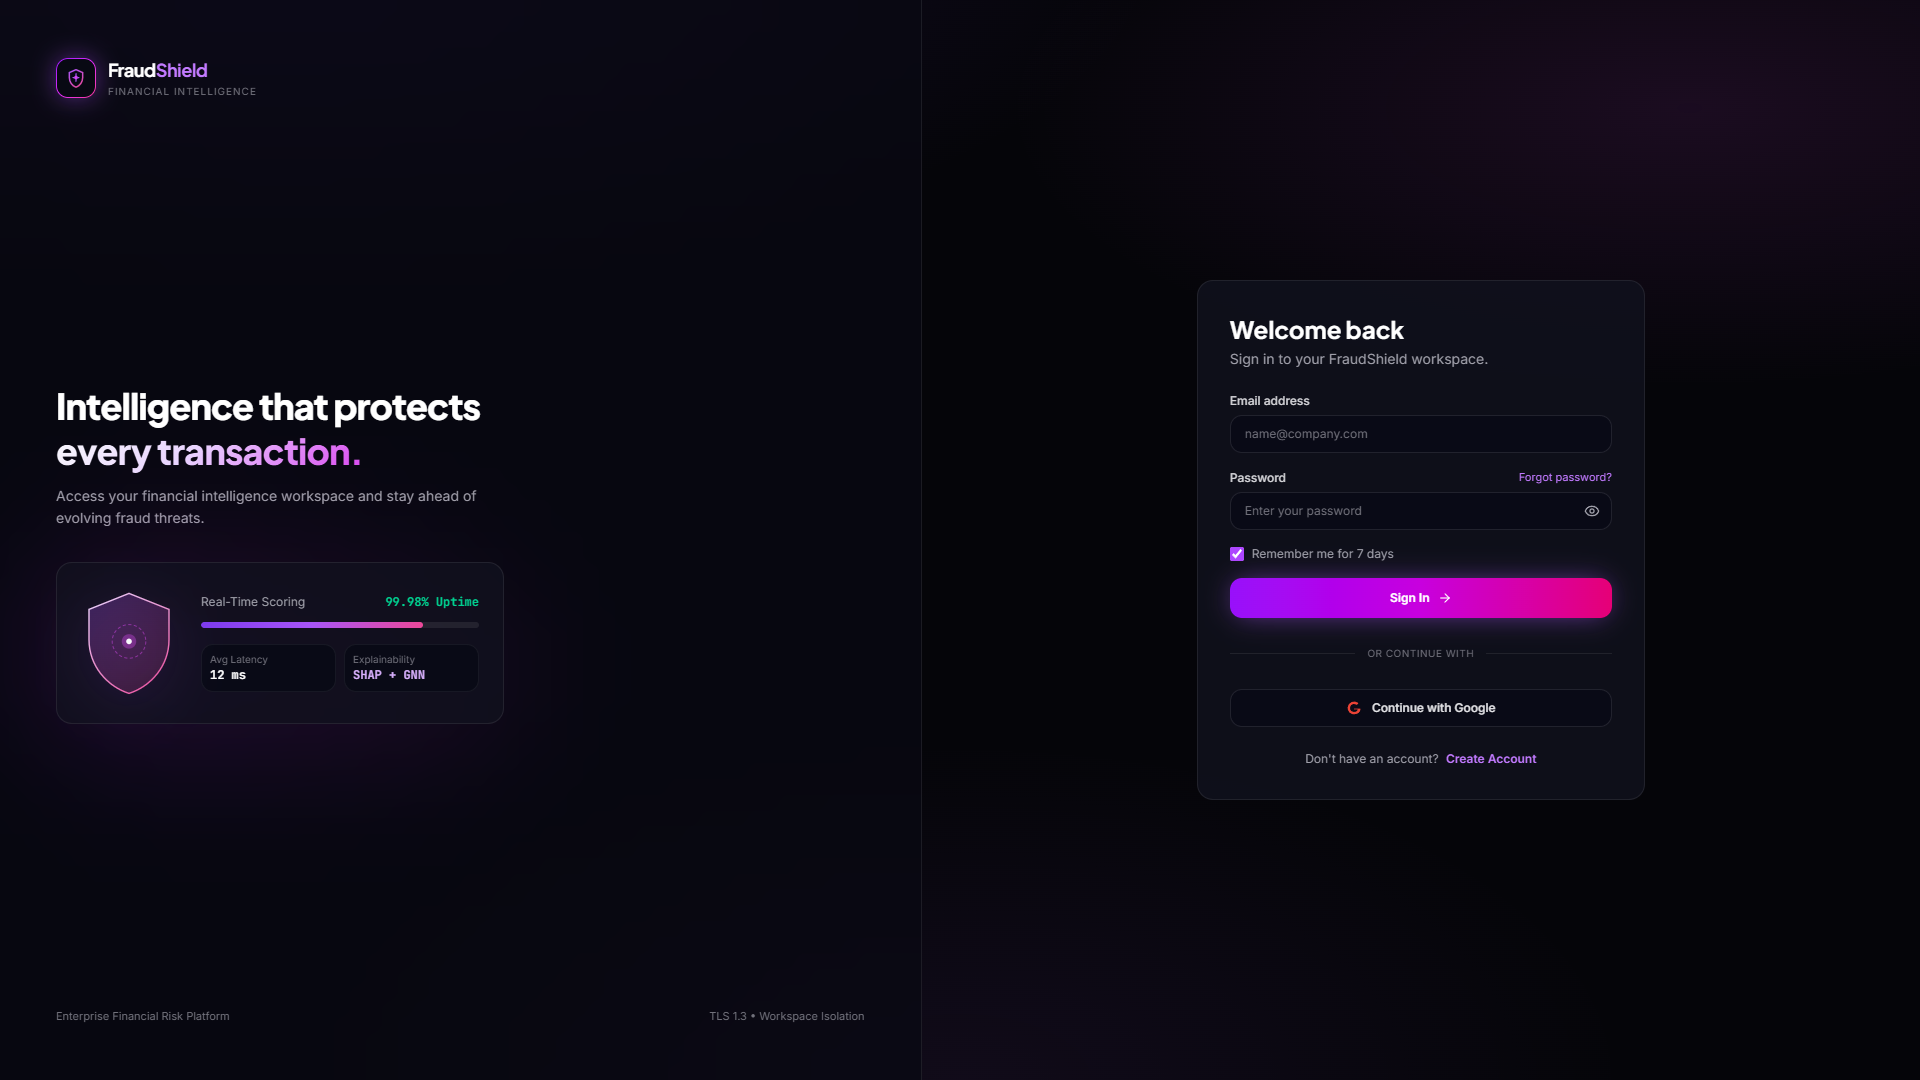 FraudShield
FINANCIAL INTELLIGENCE
Intelligence that protects
every transaction.
Access your financial intelligence workspace and stay ahead of
evolving fraud threats.
Real-Time Scoring
99.98% Uptime
Avg Latency
12 ms
Explainability
SHAP + GNN
Enterprise Financial Risk Platform
TLS 1.3 • Workspace Isolation
Welcome back
Sign in to your FraudShield workspace.
Email address
name@company.com
Password
Forgot password?
Enter your password
Remember me for 7 days
Sign In →
OR CONTINUE WITH
Continue with Google
Don't have an account? Create Account